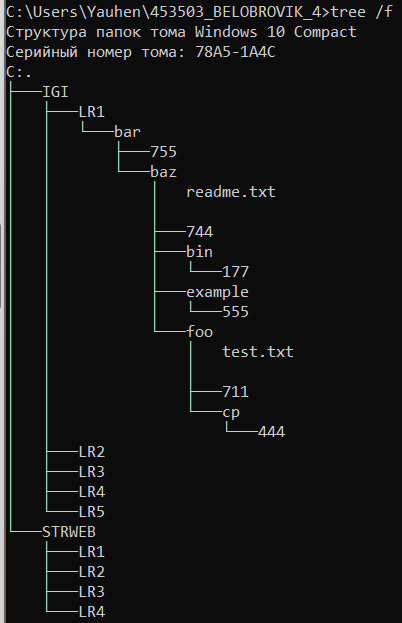 C:\Users\Yauhen\453503_BELOBROVIK_4>tree /f
Структура папок тома Windows 10 Compact
Серийный номер тома: 78A5-1A4C
C:.
├───IGI
│   ├───LR1
│   │   └───bar
│   │       ├───755
│   │       └───baz
│   │           │   readme.txt
│   │           │
│   │           ├───744
│   │           ├───bin
│   │           │   └───177
│   │           ├───example
│   │           │   └───555
│   │           └───foo
│   │               │   test.txt
│   │               │
│   │               ├───711
│   │               └───cp
│   │                   └───444
│   ├───LR2
│   ├───LR3
│   ├───LR4
│   └───LR5
└───STRWEB
    ├───LR1
    ├───LR2
    ├───LR3
    └───LR4